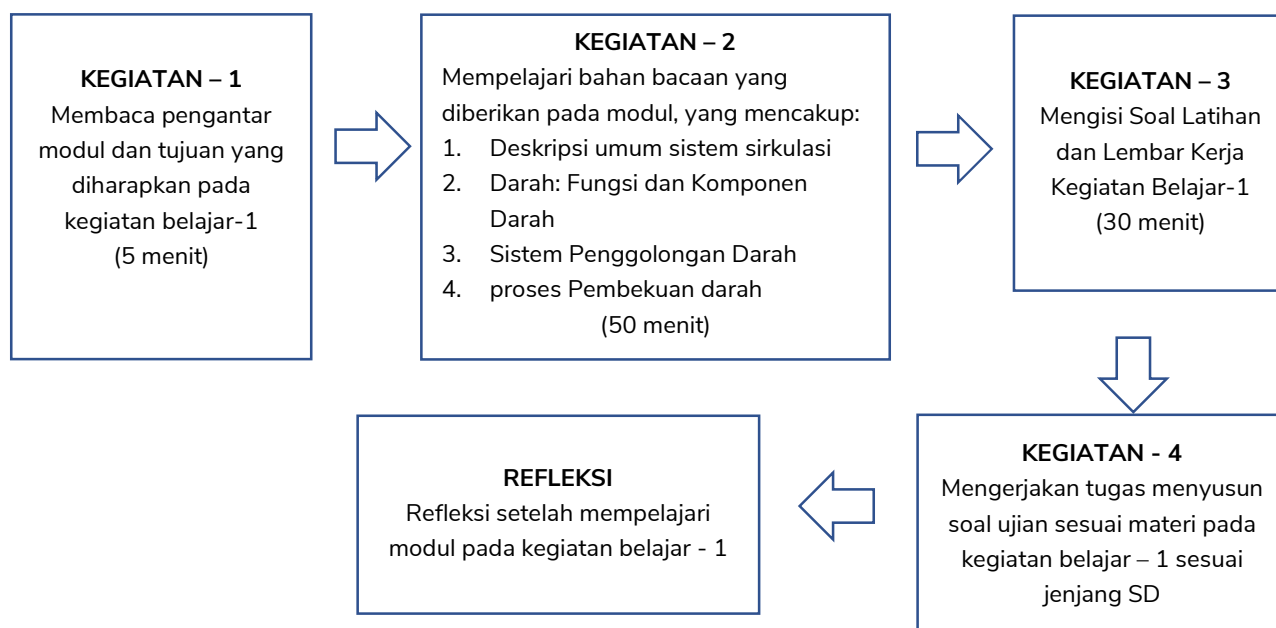 KEGIATAN – 1
Membaca pengantar
modul dan tujuan yang
diharapkan pada
kegiatan belajar-1
(5 menit)
KEGIATAN – 2
Mempelajari bahan bacaan yang
diberikan pada modul, yang mencakup:
1. Deskripsi umum sistem sirkulasi
2. Darah: Fungsi dan Komponen
Darah
3. Sistem Penggolongan Darah
4. proses Pembekuan darah
(50 menit)
KEGIATAN – 3
Mengisi Soal Latihan
dan Lembar Kerja
Kegiatan Belajar-1
(30 menit)
KEGIATAN - 4
Mengerjakan tugas menyusun
soal ujian sesuai materi pada
kegiatan belajar – 1 sesuai
jenjang SD
REFLEKSI
Refleksi setelah mempelajari
modul pada kegiatan belajar - 1